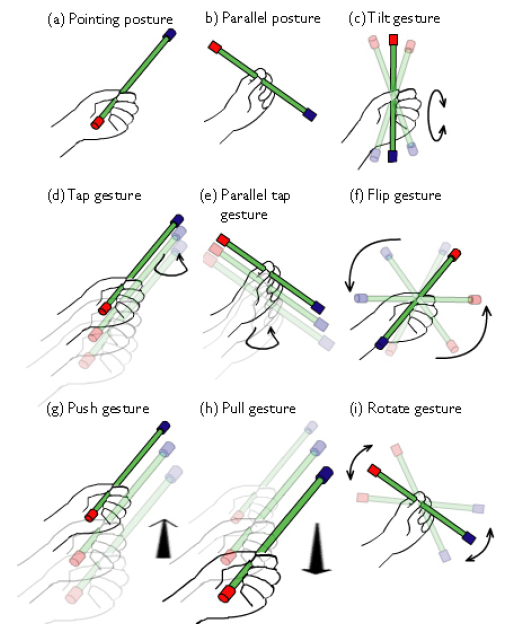 (a) Pointing posture
(b) Parallel posture
(c) Tilt gesture
(d) Tap gesture
(e) Parallel tap
gesture
(f) Flip gesture
(g) Push gesture
(h) Pull gesture
(i) Rotate gesture